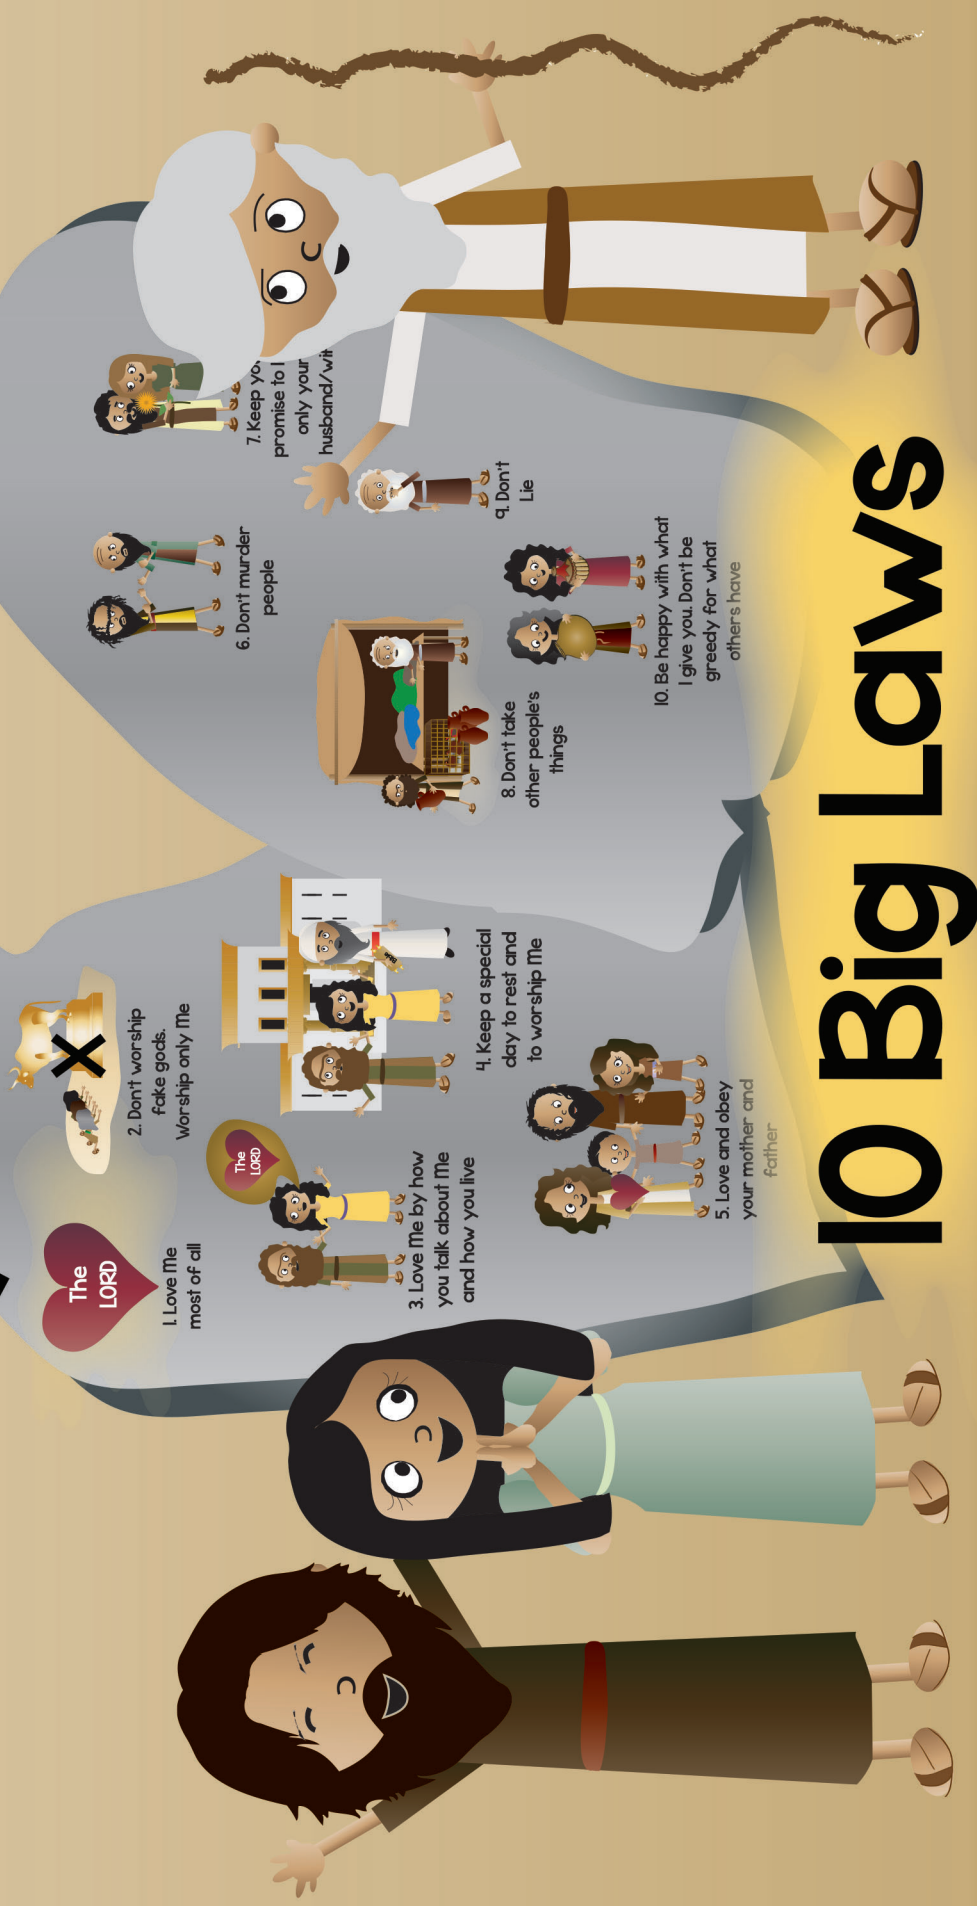 The
LORD
1. Love Me
most of all
2. Don't worship
fake gods.
Worship only Me
The
LORD
3. Love Me by how
you talk about Me
and how you live
Bible
4. Keep a special
day to rest and
to worship Me
5. Love and obey
your mother and
father
6. Don't murder
people
7. Keep yo
promise to l
only your
husband/wif
8. Don't take
other people's
things
9. Don't
Lie
10. Be happy with what
I give you. Don't be
greedy for what
others have
10 Big Laws